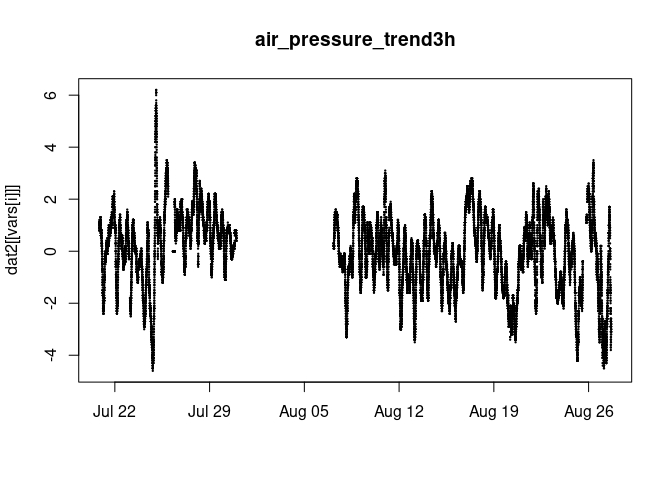 air_pressure_trend3h
dat2[[vars[i]]]
6
4
2
0
-2
-4
Jul 22
Jul 29
Aug 05
Aug 12
Aug 19
Aug 26